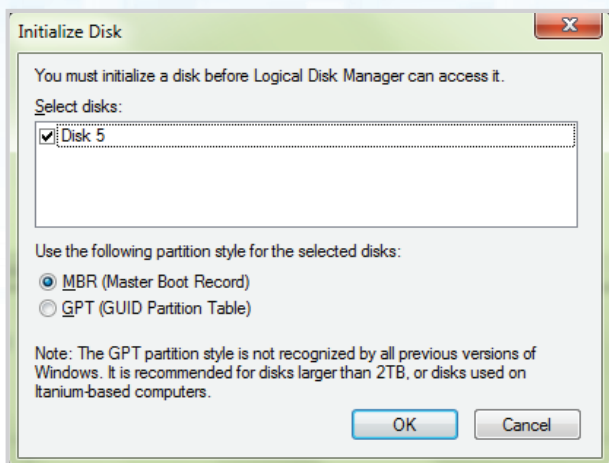 Initialize Disk
You must initialize a disk before Logical Disk Manager can access it.
Select disks:
Disk 5
Use the following partition style for the selected disks:
MBR (Master Boot Record)
GPT (GUID Partition Table)
Note: The GPT partition style is not recognized by all previous versions of
Windows. It is recommended for disks larger than 2TB, or disks used on
Itanium-based computers.
OK Cancel